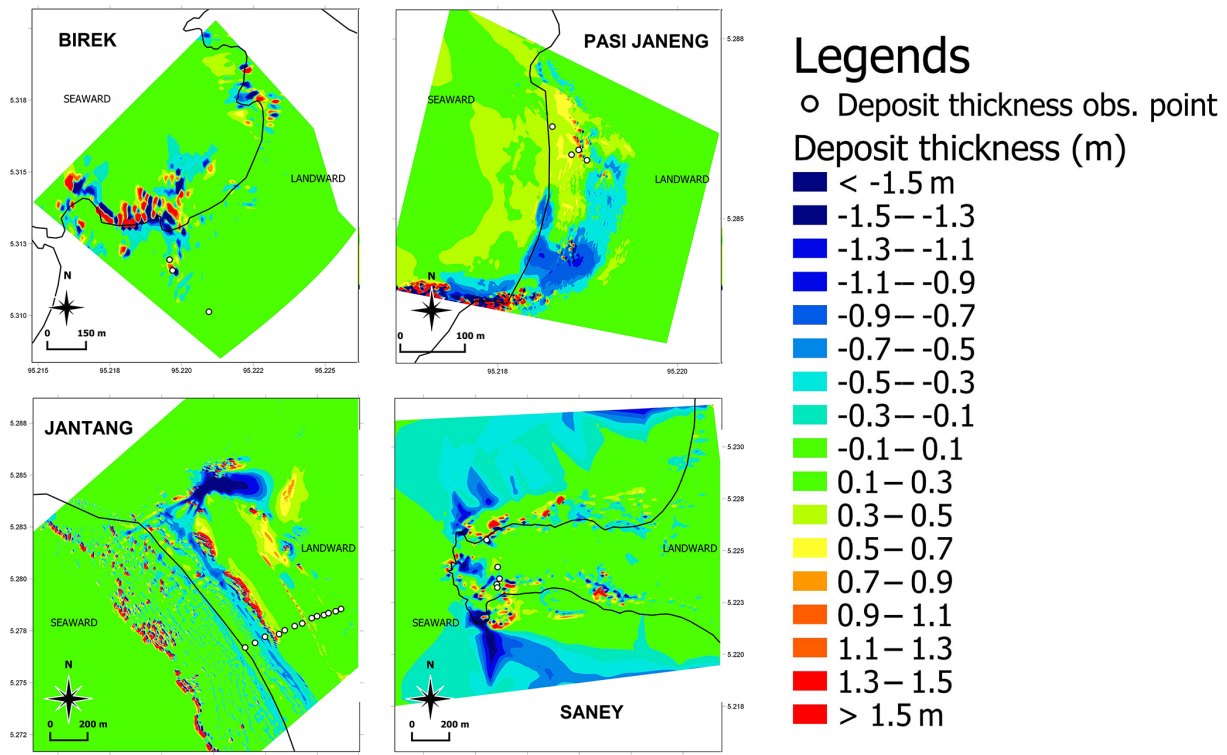 BIREK
SEAWARD
LANDWARD
N
0 150 m
5.318
5.315
5.313
5.310
95.215 95.218 95.220 95.222 95.225
PASI JANENG
SEAWARD
LANDWARD
N
0 100 m
5.288
5.285
95.218 95.220
JANTANG
LANDWARD
SEAWARD
N
0 200 m
5.288
5.285
5.283
5.280
5.278
5.275
5.272
LANDWARD
SEAWARD
N
0 200 m
SANEY
5.230
5.228
5.225
5.223
5.220
5.218
Legends
Deposit thickness obs. point
Deposit thickness (m)
< -1.5 m
-1.5 – -1.3
-1.3 – -1.1
-1.1 – -0.9
-0.9 – -0.7
-0.7 – -0.5
-0.5 – -0.3
-0.3 – -0.1
-0.1 – 0.1
0.1 – 0.3
0.3 – 0.5
0.5 – 0.7
0.7 – 0.9
0.9 – 1.1
1.1 – 1.3
1.3 – 1.5
> 1.5 m